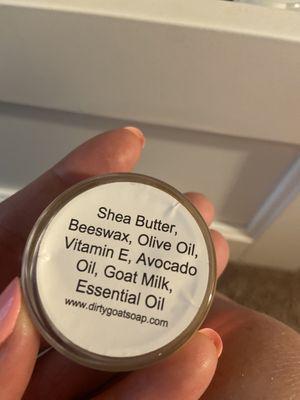 Shea Butter,
Beeswax, Olive Oil,
Vitamin E, Avocado
Oil, Goat Milk,
Essential Oil
www.dirtygoatsoap.com